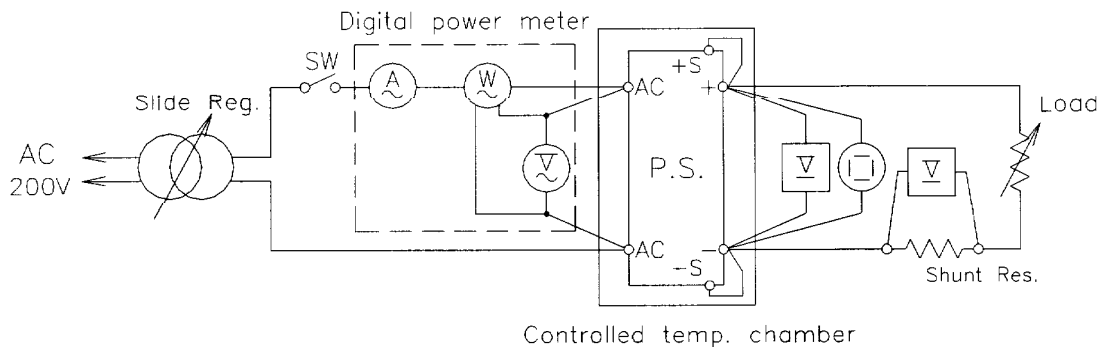 Digital power meter
SW
A
W
Slide Reg.
AC
200V
V
AC
AC
P.S.
+S
+
-
-S
V
V
Load
Shunt Res.
Controlled temp. chamber